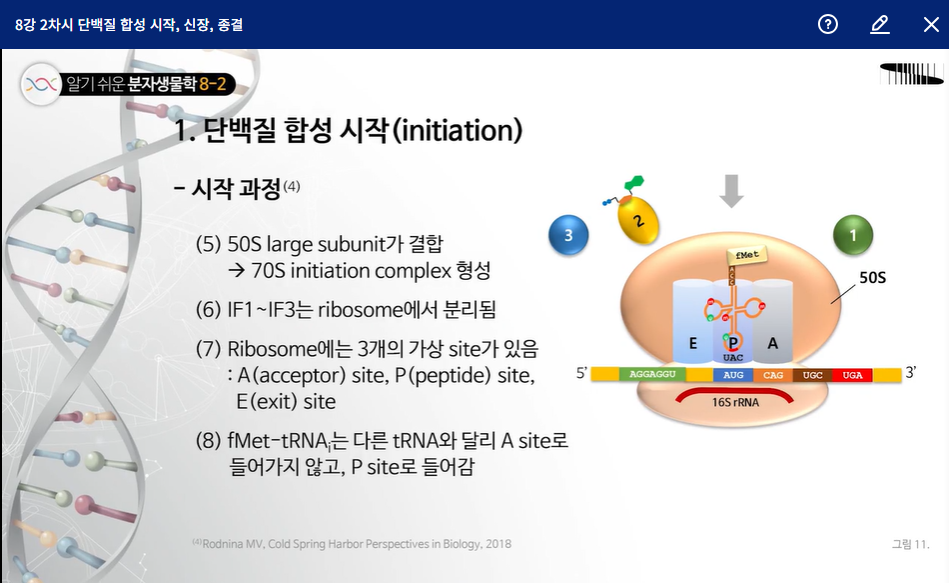 8강 2차시 단백질 합성 시작, 신장, 종결
알기 쉬운 분자생물학 8-2
1. 단백질 합성 시작(initiation)
- 시작 과정(4)
(5) 50S large subunit가 결합
→ 70S initiation complex 형성
(6) IF1~IF3는 ribosome에서 분리됨
(7) Ribosome에는 3개의 가상 site가 있음
: A(acceptor) site, P(peptide) site,
E(exit) site
(8) fMet-tRNAi는 다른 tRNA와 달리 A site로
들어가지 않고, P site로 들어감
3
2
1
fMet
ACC
50S
E
P
A
UAC
5’
AGGAGGU
AUG
CAG
UGC
UGA
3’
16S rRNA
(4)Rodnina MV, Cold Spring Harbor Perspectives in Biology, 2018
그림 11.